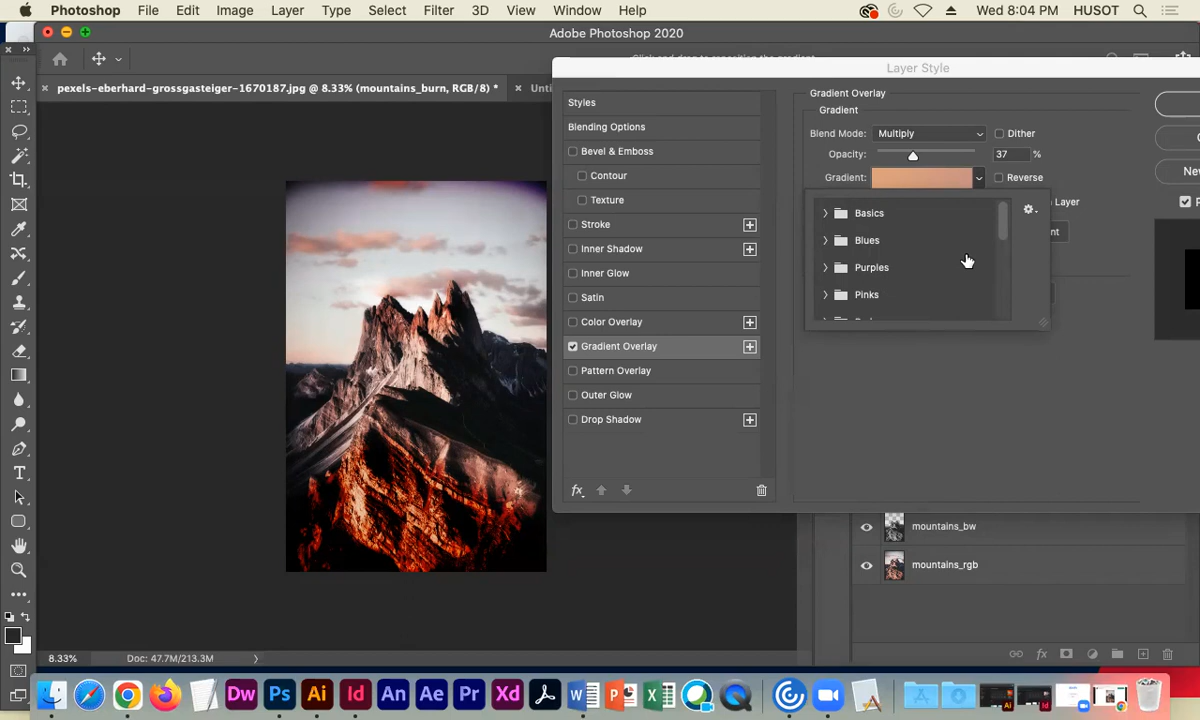 Photoshop File Edit Image Layer Type Select Filter 3D View Window Help Wed 8:04 PM HUSOT
Adobe Photoshop 2020
Layer Style
pexels-eberhard-grossgasteiger-1670187.jpg @ 8.33% (mountains_burn, RGB/8) *
Styles
Blending Options
Bevel & Emboss
Contour
Texture
Stroke
Inner Shadow
Inner Glow
Satin
Color Overlay
Gradient Overlay
Pattern Overlay
Outer Glow
Drop Shadow
fx
Gradient Overlay
Gradient
Blend Mode: Multiply Dither
Opacity: 37 %
Gradient: Reverse
Layer
Basics
Blues
Purples
Pinks
mountains_bw
mountains_rgb
fx
8.33% Doc: 47.7M/213.3M
Dw Ps Ai Id An Ae Pr Xd W P X